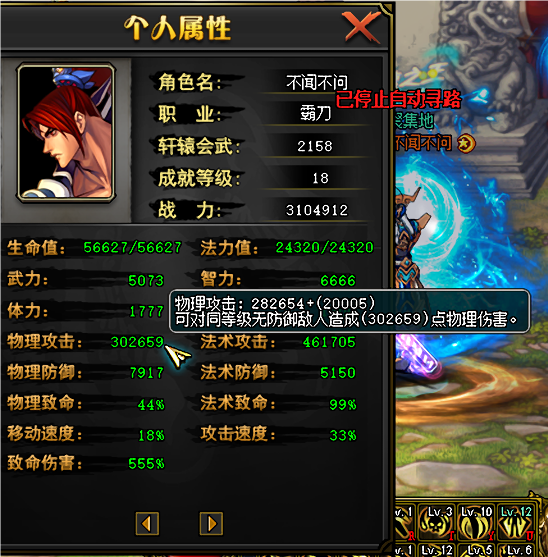 个人属性
角色名： 不闻不问
已停止自动寻路
职 业： 霸刀
聚集地
轩辕会武： 2158
不闻不问
成就等级： 18
战 力： 3104912
生命值： 56627/56627 法力值： 24320/24320
武力： 5073 智力： 6666
体力： 1777
物理攻击：282654+(20005)
可对同等级无防御敌人造成(302659)点物理伤害。
物理攻击： 302659 法术攻击： 461705
物理防御： 7917 法术防御： 5150
物理致命： 44% 法术致命： 99%
移动速度： 18% 攻击速度： 33%
致命伤害： 555%
Lv.3 Lv.10 Lv.12
Lv.12 Lv.5 Lv.6